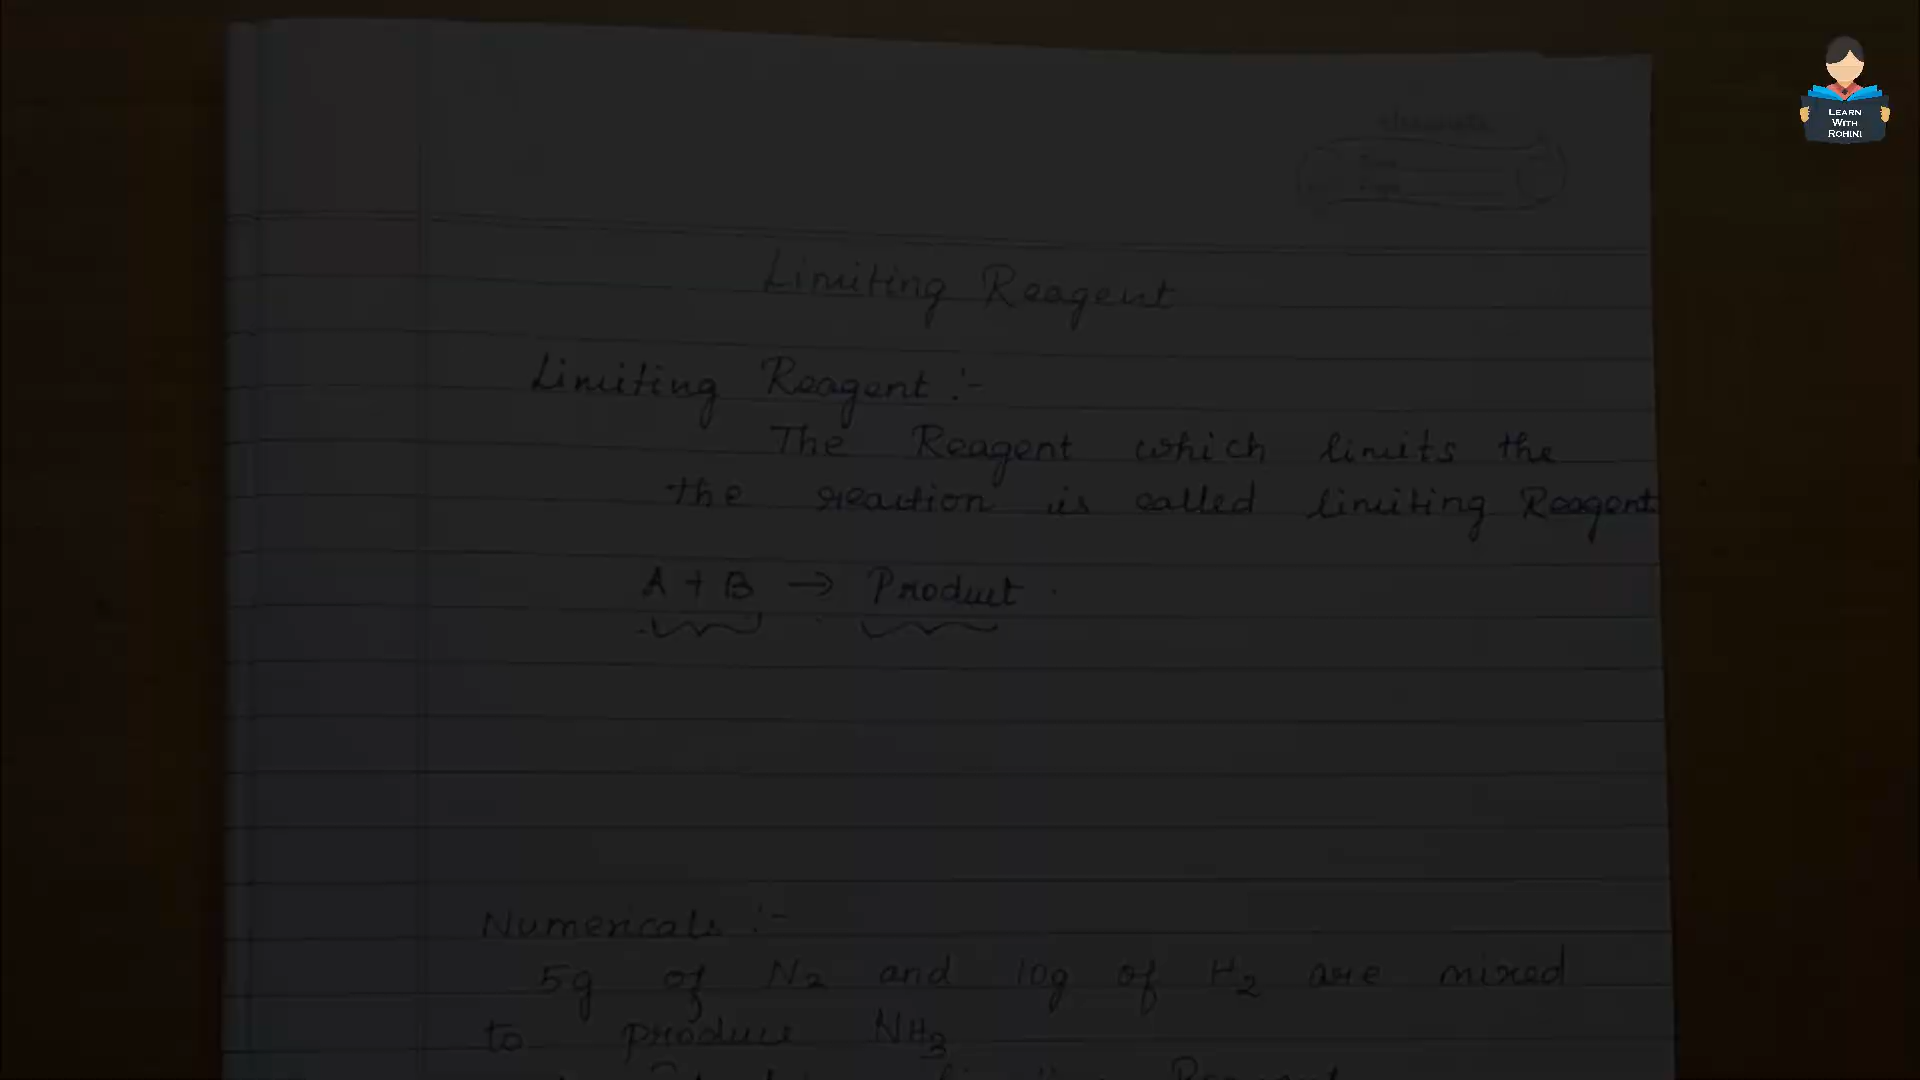 LEARN
WITH
ROHINI
Limiting Reagent
Limiting Reagent :-
The Reagent which limits the
the reaction is called limiting Reagent
A + B → Product
Numericals :-
5g of N2 and 10g of H2 are mixed
to produce NH3